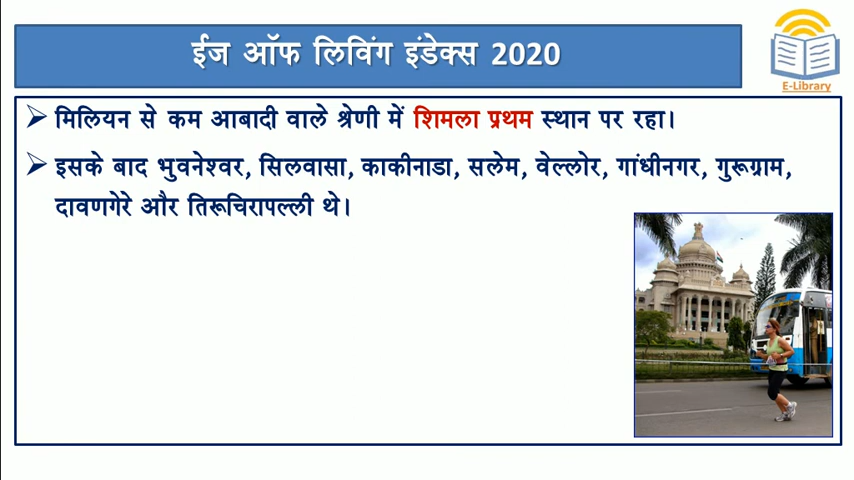 ईज ऑफ लिविंग इंडेक्स 2020
E-Library
मिलियन से कम आबादी वाले श्रेणी में शिमला प्रथम स्थान पर रहा।
इसके बाद भुवनेश्वर, सिलवासा, काकीनाडा, सलेम, वेल्लोर, गांधीनगर, गुरूग्राम,
दावणगेरे और तिरूचिरापल्ली थे।